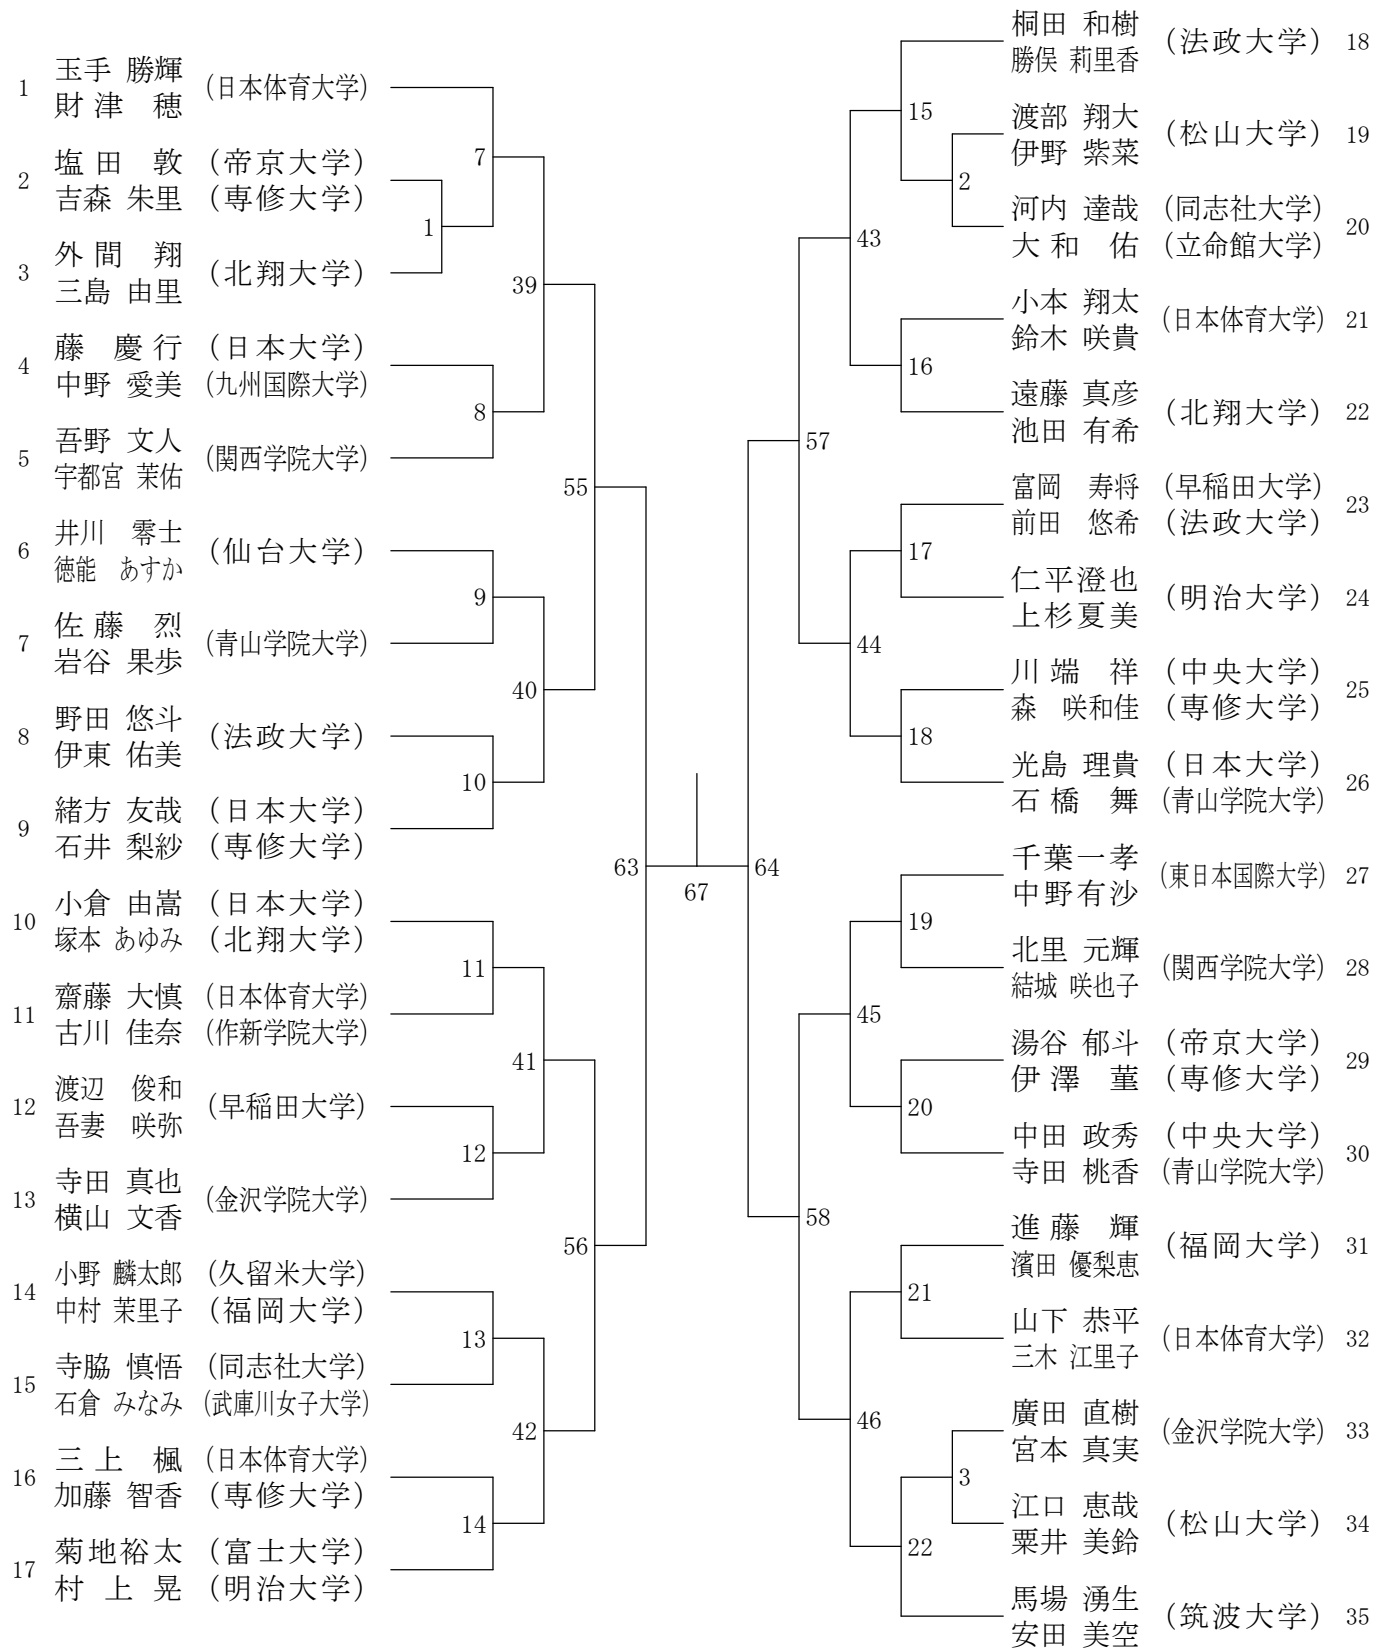 1 玉手 勝輝 (日本体育大学)
財津 穂
2 塩田 敦 (帝京大学)
吉森 朱里 (専修大学)
3 外間 翔 (北翔大学)
三島 由里
4 藤 慶行 (日本大学)
中野 愛美 (九州国際大学)
5 吾野 文人 (関西学院大学)
宇都宮 茉佑
6 井川 零士 (仙台大学)
徳能 あすか
7 佐藤 烈 (青山学院大学)
岩谷 果歩
8 野田 悠斗 (法政大学)
伊東 佑美
9 緒方 友哉 (日本大学)
石井 梨紗 (専修大学)
10 小倉 由嵩 (日本大学)
塚本 あゆみ (北翔大学)
11 齋藤 大慎 (日本体育大学)
古川 佳奈 (作新学院大学)
12 渡辺 俊和 (早稲田大学)
吾妻 咲弥
13 寺田 真也 (金沢学院大学)
横山 文香
14 小野 麟太郎 (久留米大学)
中村 茉里子 (福岡大学)
15 寺脇 慎悟 (同志社大学)
石倉 みなみ (武庫川女子大学)
16 三上 楓 (日本体育大学)
加藤 智香 (専修大学)
17 菊地裕太 (富士大学)
村上 晃 (明治大学)
7
1
39
8
55
9
40
10
63
11
41
12
56
13
42
14
67
64
57
43
15
2
16
44
17
18
58
45
19
20
46
21
3
22
桐田 和樹 (法政大学) 18
勝俣 莉里香
渡部 翔大 (松山大学) 19
伊野 紫菜
河内 達哉 (同志社大学) 20
大和 佑 (立命館大学)
小本 翔太 (日本体育大学) 21
鈴木 咲貴
遠藤 真彦 (北翔大学) 22
池田 有希
富岡 寿将 (早稲田大学) 23
前田 悠希 (法政大学)
仁平澄也 (明治大学) 24
上杉夏美
川端 祥 (中央大学) 25
森 咲和佳 (専修大学)
光島 理貴 (日本大学) 26
石橋 舞 (青山学院大学)
千葉一孝 (東日本国際大学) 27
中野有沙
北里 元輝 (関西学院大学) 28
結城 咲也子
湯谷 郁斗 (帝京大学) 29
伊澤 菫 (専修大学)
中田 政秀 (中央大学) 30
寺田 桃香 (青山学院大学)
進藤 輝 (福岡大学) 31
濱田 優梨恵
山下 恭平 (日本体育大学) 32
三木 江里子
廣田 直樹 (金沢学院大学) 33
宮本 真実
江口 恵哉 (松山大学) 34
粟井 美鈴
馬場 湧生 (筑波大学) 35
安田 美空